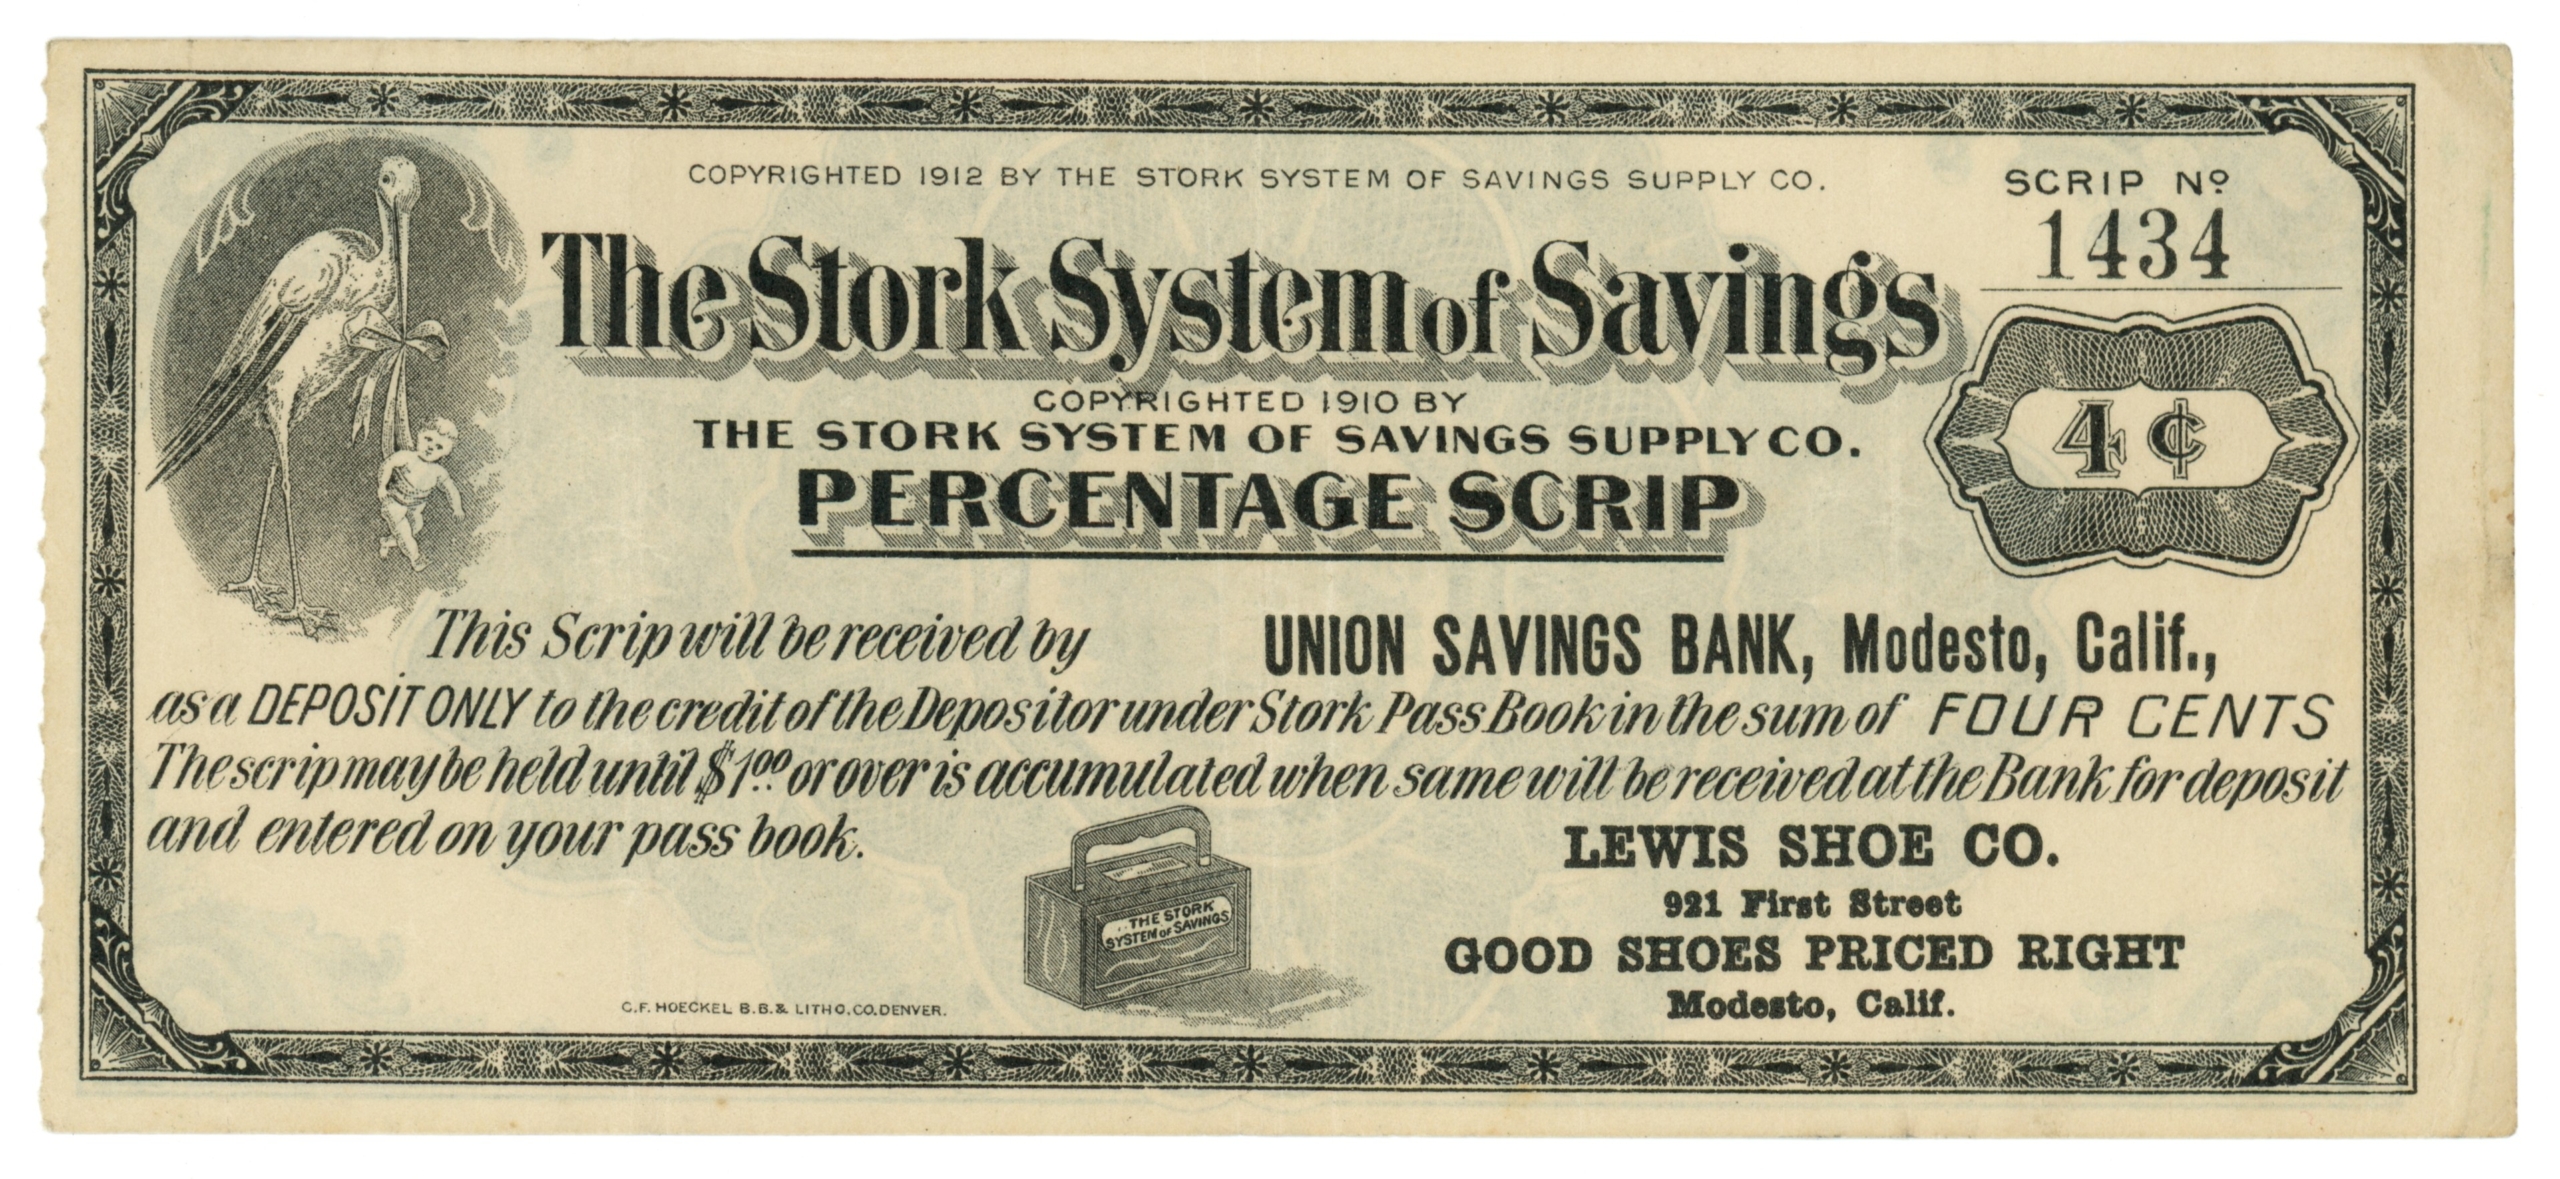 COPYRIGHTED 1912 BY THE STORK SYSTEM OF SAVINGS SUPPLY CO.
SCRIP Nº
1434
The Stork System of Savings
COPYRIGHTED 1910 BY
THE STORK SYSTEM OF SAVINGS SUPPLY CO.
4¢
PERCENTAGE SCRIP
This Scrip will be received by UNION SAVINGS BANK, Modesto, Calif.,
as a DEPOSIT ONLY to the credit of the Depositor under Stork Pass Book in the sum of FOUR CENTS
The scrip may be held until $1.00 or over is accumulated when same will be received at the Bank for deposit
and entered on your pass book.
THE STORK
SYSTEM OF SAVINGS
LEWIS SHOE CO.
921 First Street
GOOD SHOES PRICED RIGHT
Modesto, Calif.
C.F. HOECKEL B.B.& LITHO.CO.DENVER.